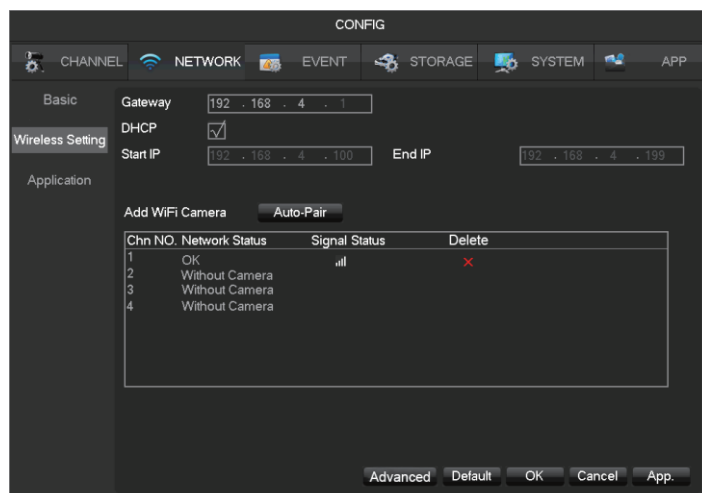 CONFIG
CHANNEL NETWORK EVENT STORAGE SYSTEM APP
Basic
Wireless Setting
Application
Gateway 192 . 168 . 4 . 1
DHCP
Start IP 192 . 168 . 4 . 100 End IP 192 . 168 . 4 . 199
Add WiFi Camera Auto-Pair
Chn NO. Network Status Signal Status Delete
1 OK
2 Without Camera
3 Without Camera
4 Without Camera
Advanced Default OK Cancel App.